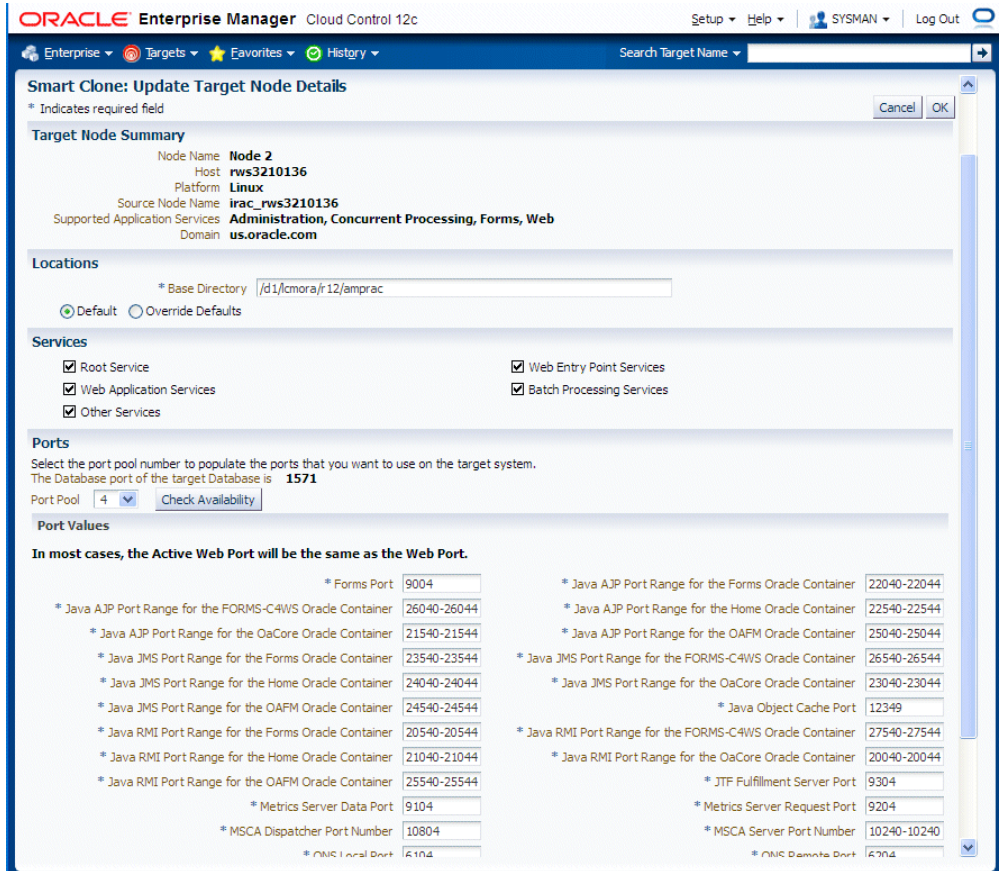 ORACLE Enterprise Manager Cloud Control 12c
Setup Help SYSMAN Log Out
Enterprise Targets Favorites History Search Target Name
Smart Clone: Update Target Node Details
* Indicates required field
Cancel OK
Target Node Summary
Node Name Node 2
Host rws3210136
Platform Linux
Source Node Name irac_rws3210136
Supported Application Services Administration, Concurrent Processing, Forms, Web
Domain us.oracle.com
Locations
* Base Directory /d1/lcmora/r12/amprac
Default Override Defaults
Services
Root Service Web Entry Point Services
Web Application Services Batch Processing Services
Other Services
Ports
Select the port pool number to populate the ports that you want to use on the target system.
The Database port of the target Database is 1571
Port Pool 4 Check Availability
Port Values
In most cases, the Active Web Port will be the same as the Web Port.
* Forms Port 9004 * Java AJP Port Range for the Forms Oracle Container 22040-22044
* Java AJP Port Range for the FORMS-C4WS Oracle Container 26040-26044 * Java AJP Port Range for the Home Oracle Container 22540-22544
* Java AJP Port Range for the OaCore Oracle Container 21540-21544 * Java AJP Port Range for the OAFM Oracle Container 25040-25044
* Java JMS Port Range for the Forms Oracle Container 23540-23544 * Java JMS Port Range for the FORMS-C4WS Oracle Container 26540-26544
* Java JMS Port Range for the Home Oracle Container 24040-24044 * Java JMS Port Range for the OaCore Oracle Container 23040-23044
* Java JMS Port Range for the OAFM Oracle Container 24540-24544 * Java Object Cache Port 12349
* Java RMI Port Range for the Forms Oracle Container 20540-20544 * Java RMI Port Range for the FORMS-C4WS Oracle Container 27540-27544
* Java RMI Port Range for the Home Oracle Container 21040-21044 * Java RMI Port Range for the OaCore Oracle Container 20040-20044
* Java RMI Port Range for the OAFM Oracle Container 25540-25544 * JTF Fulfillment Server Port 9304
* Metrics Server Data Port 9104 * Metrics Server Request Port 9204
* MSCA Dispatcher Port Number 10804 * MSCA Server Port Number 10240-10240
* ONS Local Port 6104 * ONS Remote Port 6204